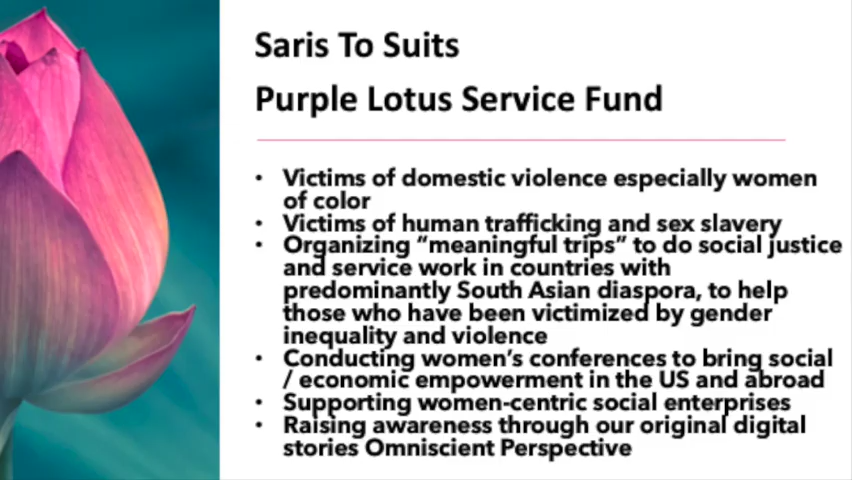 Saris To Suits
Purple Lotus Service Fund
• Victims of domestic violence especially women
of color
• Victims of human trafficking and sex slavery
• Organizing “meaningful trips” to do social justice
and service work in countries with
predominantly South Asian diaspora, to help
those who have been victimized by gender
inequality and violence
• Conducting women’s conferences to bring social
/ economic empowerment in the US and abroad
• Supporting women-centric social enterprises
• Raising awareness through our original digital
stories Omniscient Perspective